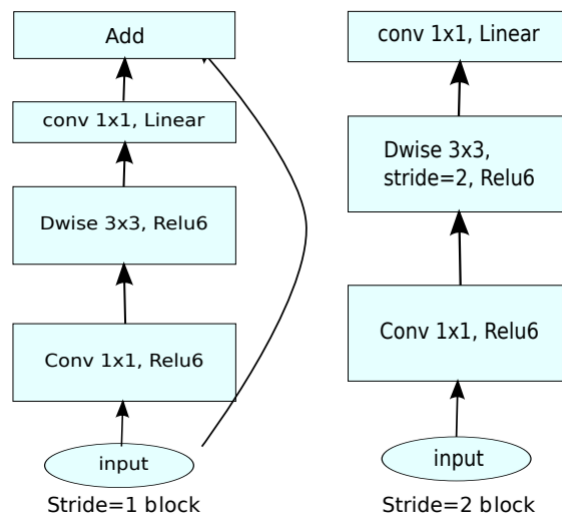 Add
conv 1x1, Linear
Dwise 3x3, Relu6
Conv 1x1, Relu6
input
Stride=1 block
conv 1x1, Linear
Dwise 3x3,
stride=2, Relu6
Conv 1x1, Relu6
input
Stride=2 block